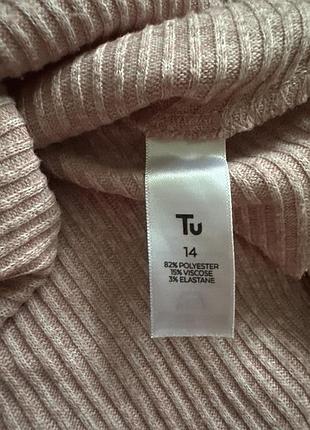 Tu
14
82% POLYESTER
15% VISCOSE
3% ELASTANE